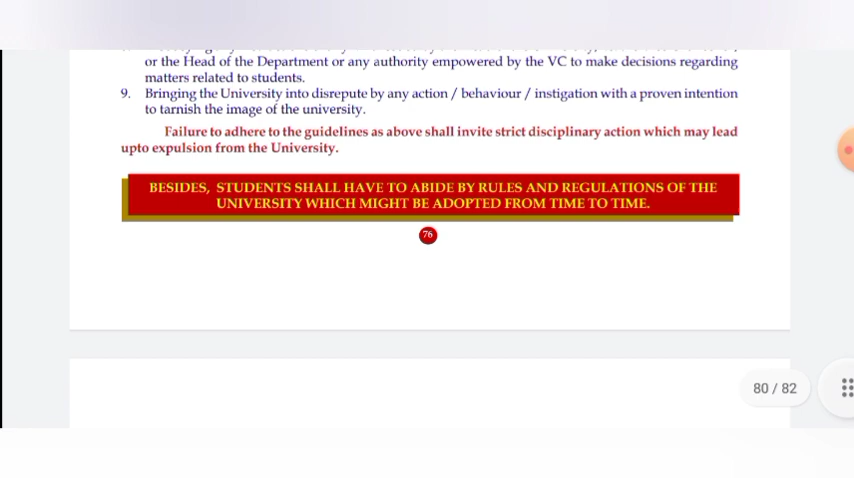 or the Head of the Department or any authority empowered by the VC to make decisions regarding
matters related to students.
9. Bringing the University into disrepute by any action / behaviour / instigation with a proven intention
to tarnish the image of the university.
Failure to adhere to the guidelines as above shall invite strict disciplinary action which may lead
upto expulsion from the University.
BESIDES, STUDENTS SHALL HAVE TO ABIDE BY RULES AND REGULATIONS OF THE
UNIVERSITY WHICH MIGHT BE ADOPTED FROM TIME TO TIME.
76
80 / 82